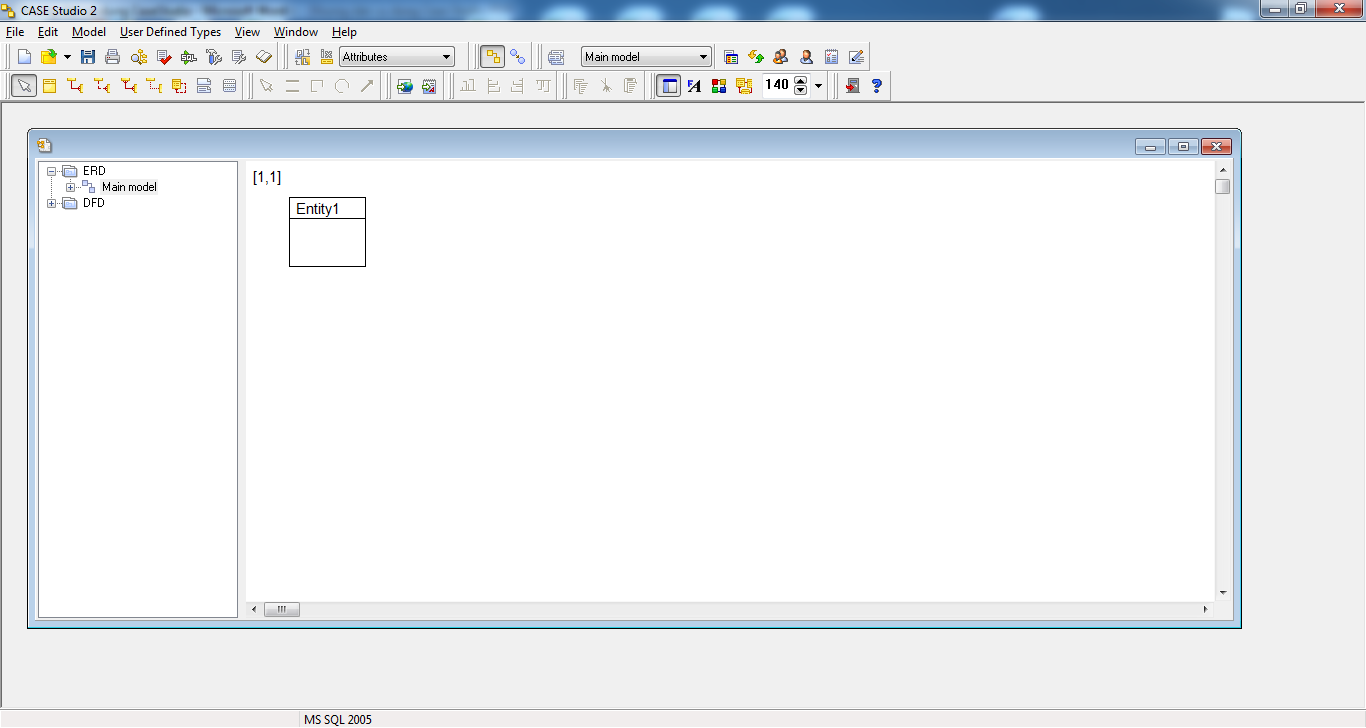 CASE Studio 2
File Edit Model User Defined Types View Window Help
Attributes Main model
140
ERD
Main model
DFD
[1,1]
Entity1
MS SQL 2005